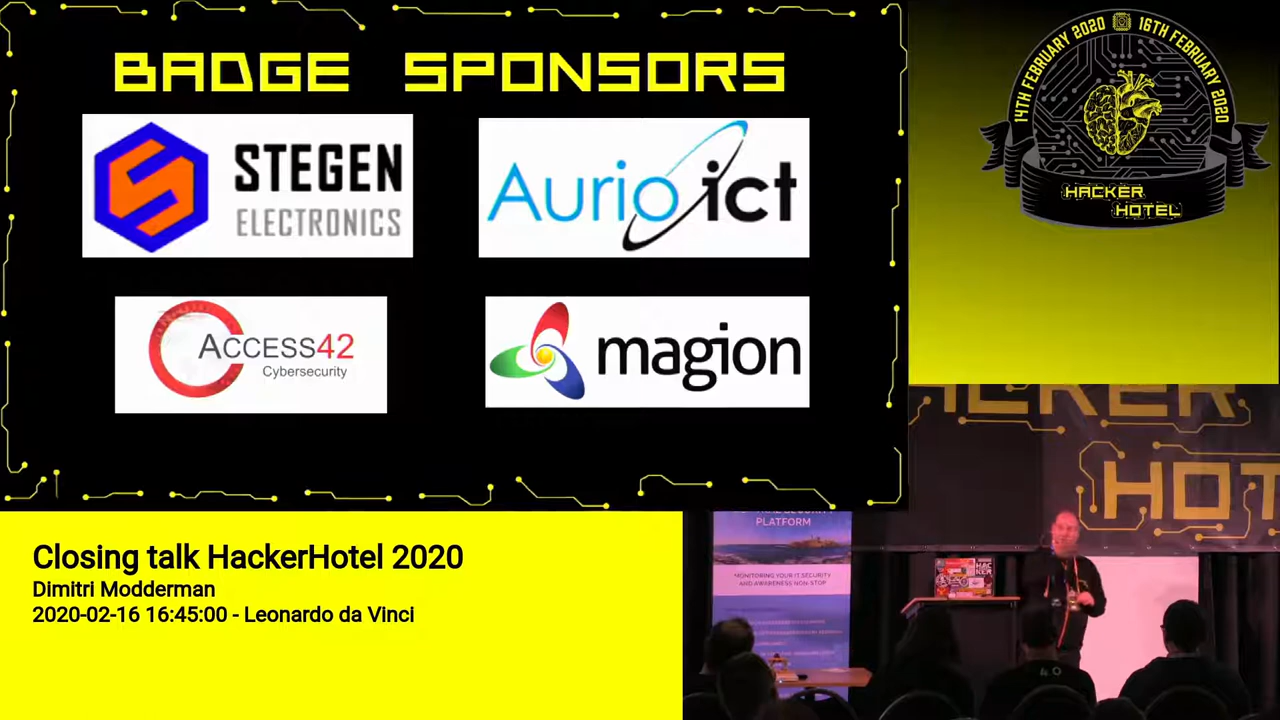 BADGE SPONSORS
STEGEN
ELECTRONICS
Aurio ict
ACCESS42
Cybersecurity
magion
14TH FEBRUARY 2020 16TH FEBRUARY 2020
HACKER
HOTEL
HACKER
HOT
PLATFORM
MONITORING YOUR IT SECURITY
AND AWARENESS NON-STOP
Closing talk HackerHotel 2020
Dimitri Modderman
2020-02-16 16:45:00 - Leonardo da Vinci